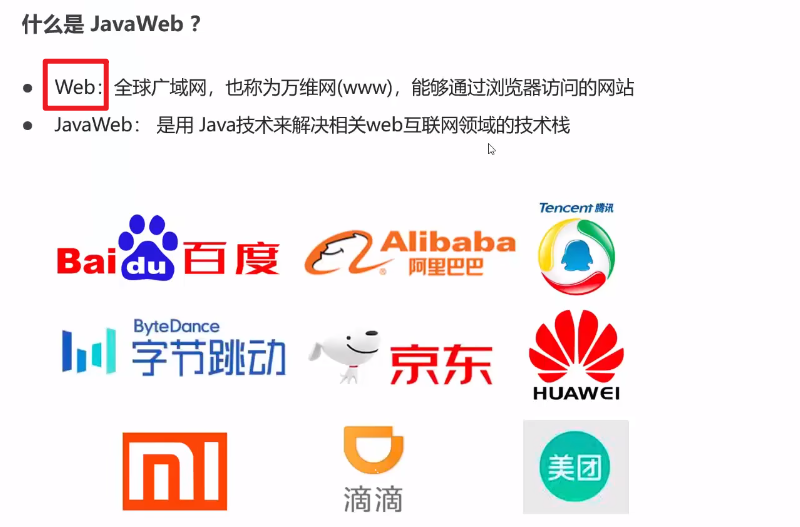 什么是 JavaWeb ?
Web: 全球广域网，也称为万维网(www)，能够通过浏览器访问的网站
JavaWeb： 是用 Java技术来解决相关web互联网领域的技术栈
Tencent 腾讯
Baidu 百度
Alibaba
阿里巴巴
ByteDance
字节跳动
京东
HUAWEI
MI
滴滴
美团